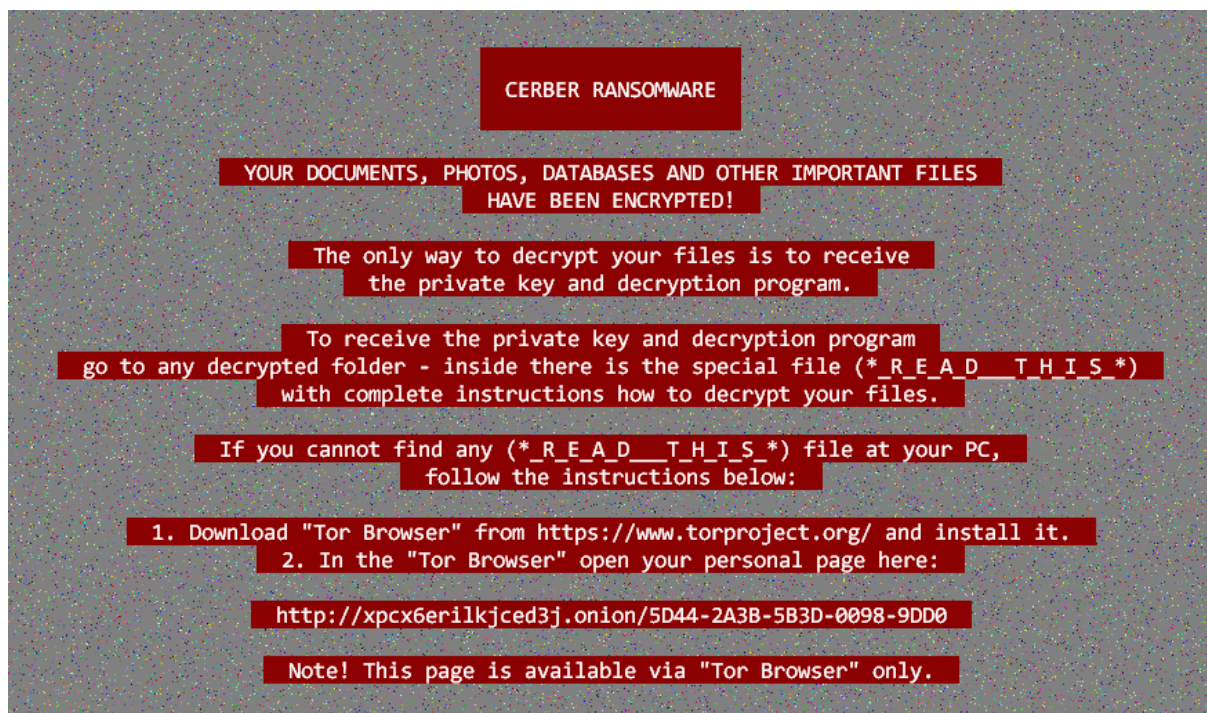 CERBER RANSOMWARE
YOUR DOCUMENTS, PHOTOS, DATABASES AND OTHER IMPORTANT FILES
HAVE BEEN ENCRYPTED!
The only way to decrypt your files is to receive
the private key and decryption program.
To receive the private key and decryption program
go to any decrypted folder - inside there is the special file (*_R_E_A_D___T_H_I_S_*)
with complete instructions how to decrypt your files.
If you cannot find any (*_R_E_A_D___T_H_I_S_*) file at your PC,
follow the instructions below:
1. Download "Tor Browser" from https://www.torproject.org/ and install it.
2. In the "Tor Browser" open your personal page here:
http://xpcx6erilkjced3j.onion/5D44-2A3B-5B3D-0098-9DD0
Note! This page is available via "Tor Browser" only.